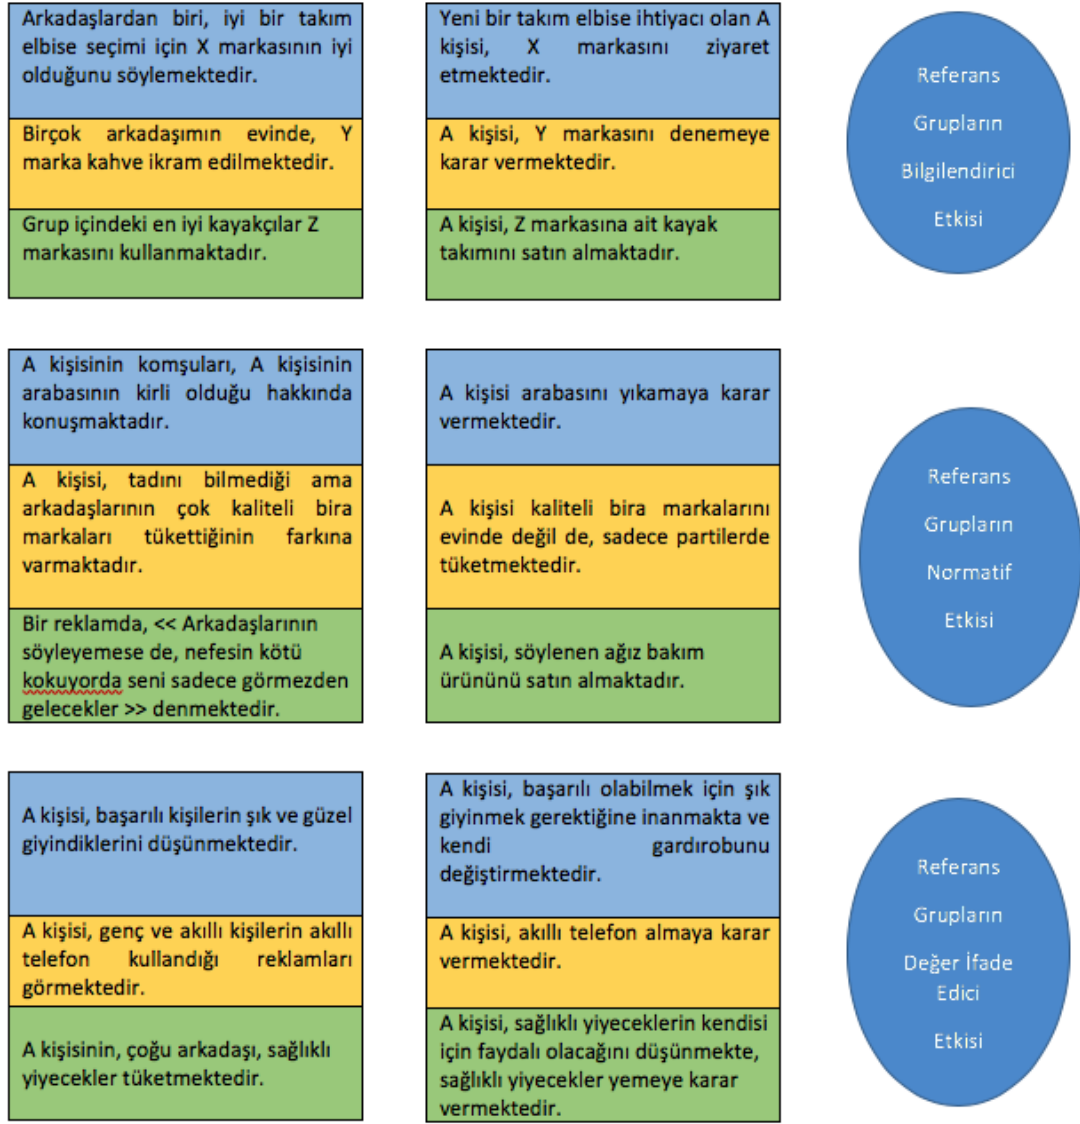 Arkadaşlardan biri, iyi bir takım
elbise seçimi için X markasının iyi
olduğunu söylemektedir.
Yeni bir takım elbise ihtiyacı olan A
kişisi, X markasını ziyaret
etmektedir.
Birçok arkadaşımın evinde, Y
marka kahve ikram edilmektedir.
A kişisi, Y markasını denemeye
karar vermektedir.
Grup içindeki en iyi kayakçılar Z
markasını kullanmaktadır.
A kişisi, Z markasına ait kayak
takımını satın almaktadır.
Referans
Grupların
Bilgilendirici
Etkisi
A kişisinin komşuları, A kişisinin
arabasının kirli olduğu hakkında
konuşmaktadır.
A kişisi arabasını yıkamaya karar
vermektedir.
A kişisi, tadını bilmediği ama
arkadaşlarının çok kaliteli bira
markaları tükettiğinin farkına
varmaktadır.
A kişisi kaliteli bira markalarını
evinde değil de, sadece partilerde
tüketmektedir.
Bir reklamda, << Arkadaşlarının
söyleyemese de, nefesin kötü
kokuyorda seni sadece görmezden
gelecekler >> denmektedir.
A kişisi, söylenen ağız bakım
ürününü satın almaktadır.
Referans
Grupların
Normatif
Etkisi
A kişisi, başarılı kişilerin şık ve güzel
giyindiklerini düşünmektedir.
A kişisi, başarılı olabilmek için şık
giyinmek gerektiğine inanmakta ve
kendi gardırobunu
değiştirmektedir.
A kişisi, genç ve akıllı kişilerin akıllı
telefon kullandığı reklamları
görmektedir.
A kişisi, akıllı telefon almaya karar
vermektedir.
A kişisinin, çoğu arkadaşı, sağlıklı
yiyecekler tüketmektedir.
A kişisi, sağlıklı yiyeceklerin kendisi
için faydalı olacağını düşünmekte,
sağlıklı yiyecekler yemeye karar
vermektedir.
Referans
Grupların
Değer İfade
Edici
Etkisi